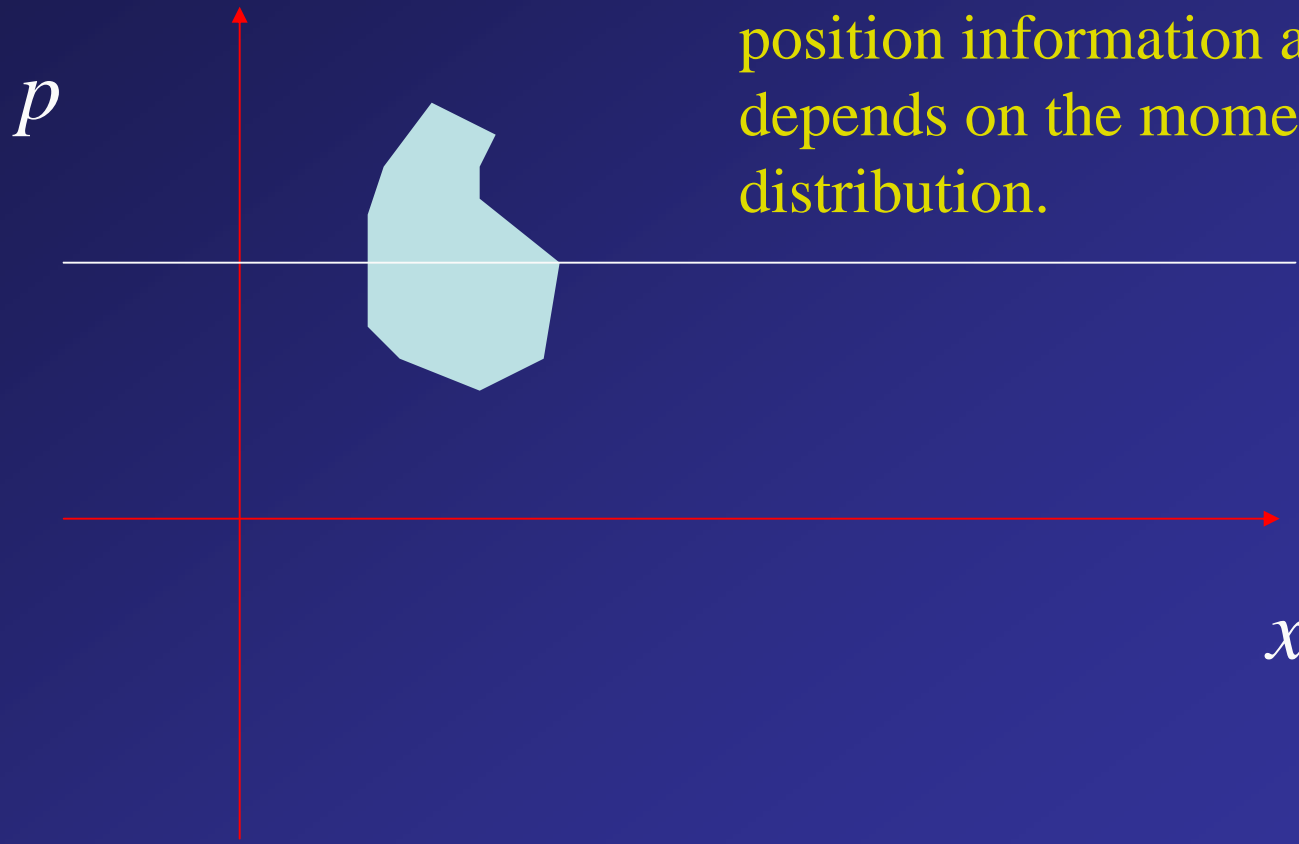 position information a
depends on the mome
distribution.
p
x